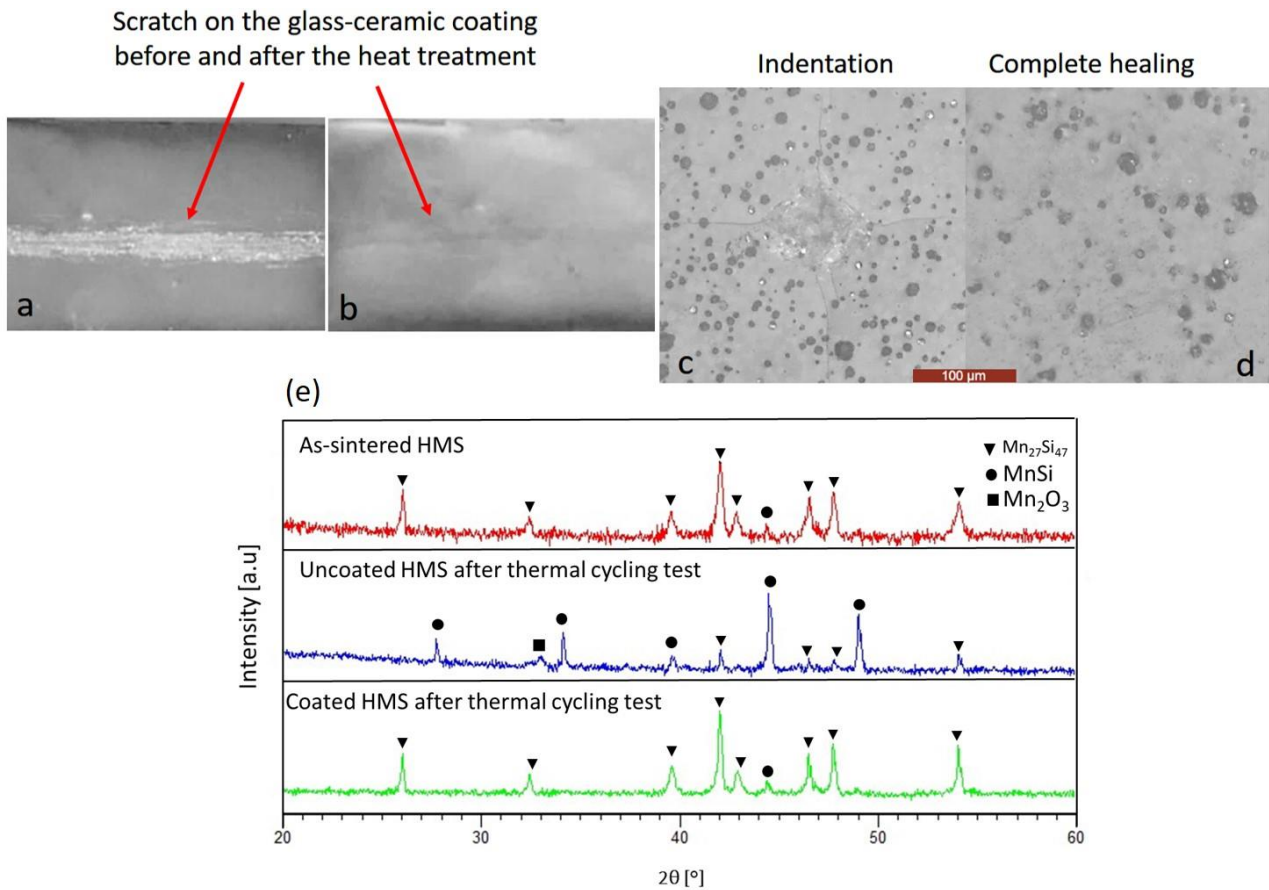 Scratch on the glass-ceramic coating
before and after the heat treatment
Indentation
Complete healing
a
b
c
d
100 µm
(e)
As-sintered HMS
▼ Mn₂₇Si₄₇
● MnSi
■ Mn₂O₃
Uncoated HMS after thermal cycling test
Coated HMS after thermal cycling test
Intensity [a.u]
20 30 40 50 60
2θ [°]